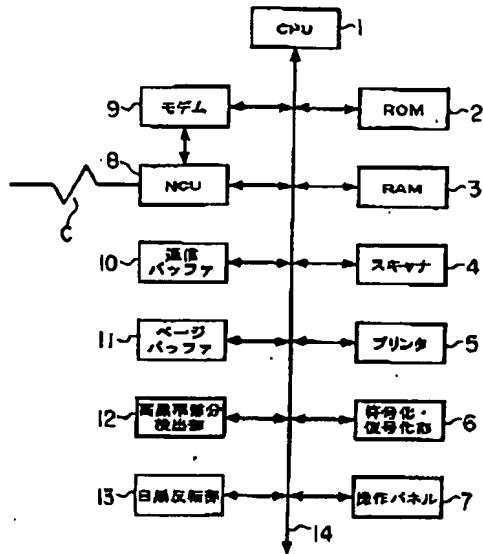 CPU
1
9
モデム
ROM
2
8
NCU
RAM
3
C
10
通信
バッファ
スキャナ
4
11
ページ
バッファ
プリンタ
5
12
高黒率部分
検出部
符号化・
復号化部
6
13
白黒反転部
操作パネル
7
14